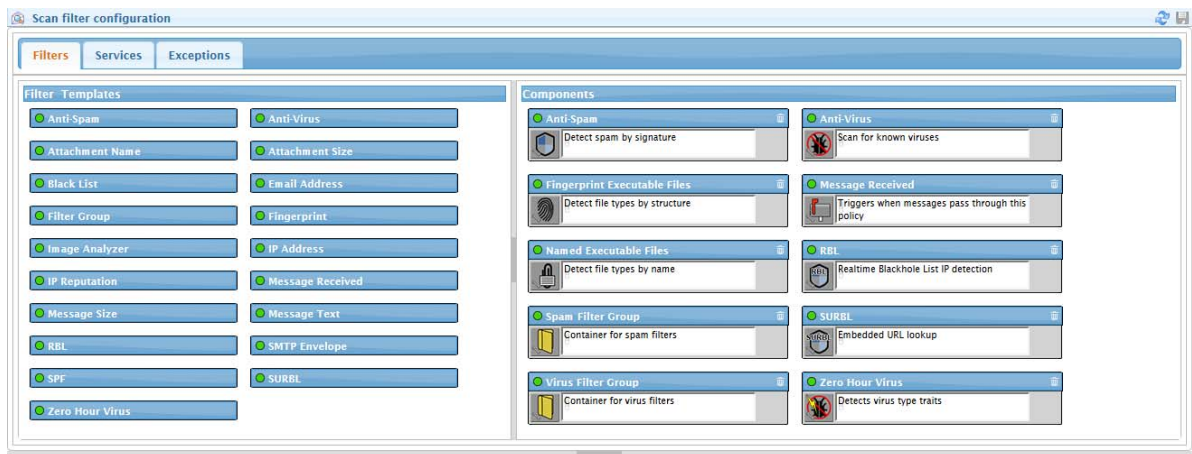 Scan filter configuration
Filters Services Exceptions
Filter Templates
Anti-Spam Anti-Virus
Attachment Name Attachment Size
Black List Email Address
Filter Group Fingerprint
Image Analyzer IP Address
IP Reputation Message Received
Message Size Message Text
RBL SMTP Envelope
SPF SURBL
Zero Hour Virus
Components
Anti-Spam Anti-Virus
Detect spam by signature Scan for known viruses
Fingerprint Executable Files Message Received
Detect file types by structure Triggers when messages pass through this
policy
Named Executable Files RBL
Detect file types by name RBL Realtime Blackhole List IP detection
Spam Filter Group SURBL
Container for spam filters SURBL Embedded URL lookup
Virus Filter Group Zero Hour Virus
Container for virus filters Detects virus type traits